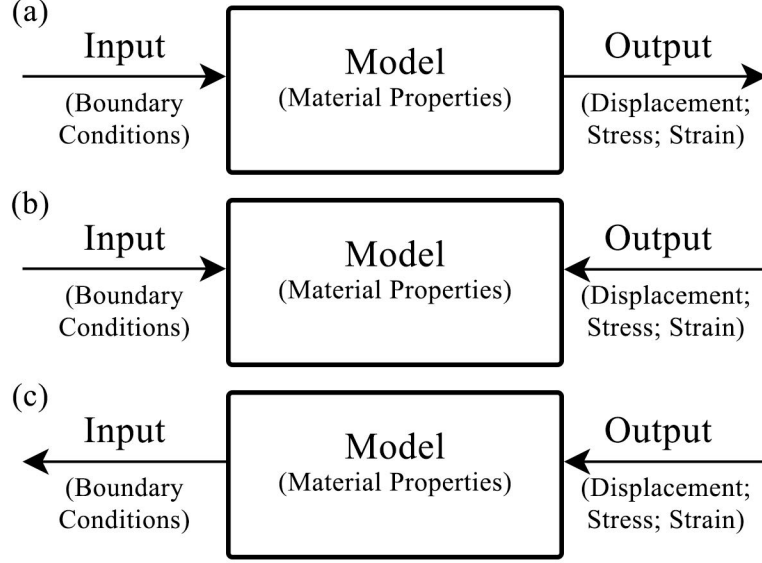 (a)
Input
Model
Output
(Boundary
Conditions)
(Material Properties)
(Displacement;
Stress; Strain)
(b)
Input
Model
Output
(Boundary
Conditions)
(Material Properties)
(Displacement;
Stress; Strain)
(c)
Input
Model
Output
(Boundary
Conditions)
(Material Properties)
(Displacement;
Stress; Strain)